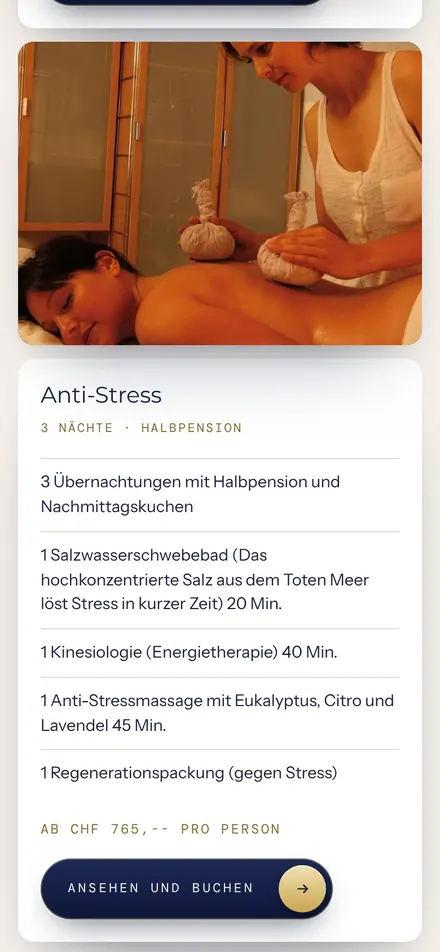 Anti-Stress
3 NÄCHTE · HALBPENSION
3 Übernachtungen mit Halbpension und
Nachmittagskuchen
1 Salzwasserschwebebad (Das
hochkonzentrierte Salz aus dem Toten Meer
löst Stress in kurzer Zeit) 20 Min.
1 Kinesiologie (Energietherapie) 40 Min.
1 Anti-Stressmassage mit Eukalyptus, Citro und
Lavendel 45 Min.
1 Regenerationspackung (gegen Stress)
AB CHF 765,-- PRO PERSON
ANSEHEN UND BUCHEN